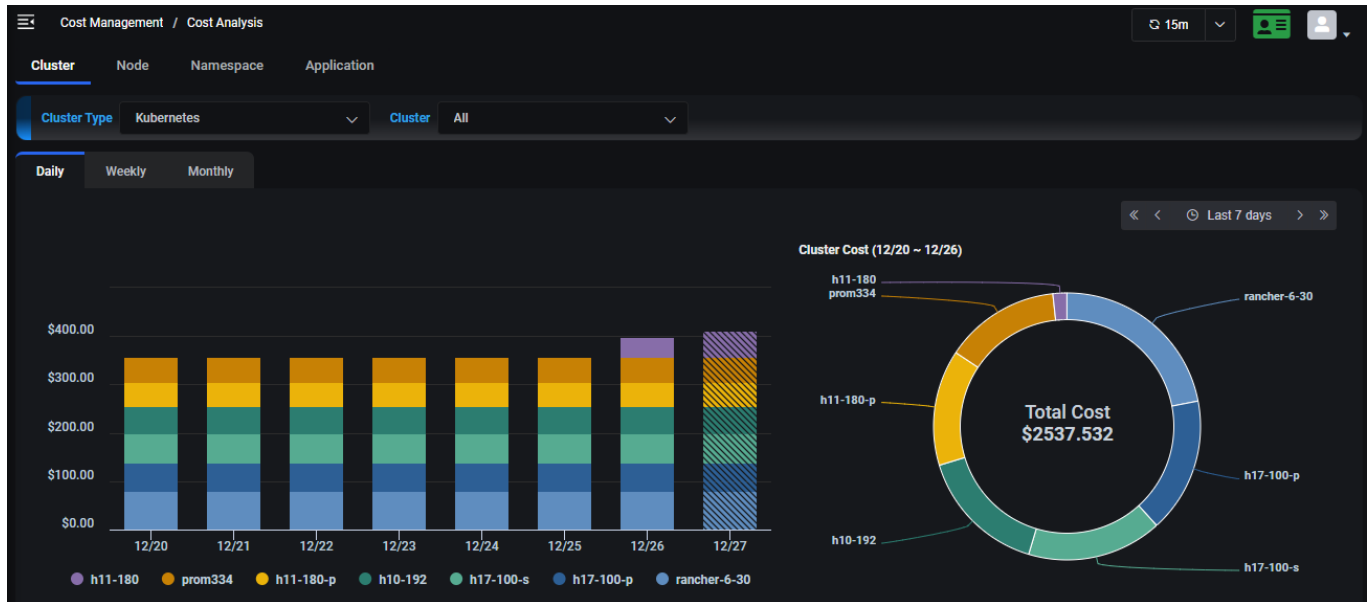 Cost Management / Cost Analysis
15m
Cluster Node Namespace Application
Cluster Type Kubernetes Cluster All
Daily Weekly Monthly
Last 7 days
$400.00
$300.00
$200.00
$100.00
$0.00
12/20 12/21 12/22 12/23 12/24 12/25 12/26 12/27
h11-180 prom334 h11-180-p h10-192 h17-100-s h17-100-p rancher-6-30
Cluster Cost (12/20 ~ 12/26)
h11-180
prom334
rancher-6-30
h11-180-p
Total Cost
$2537.532
h17-100-p
h10-192
h17-100-s